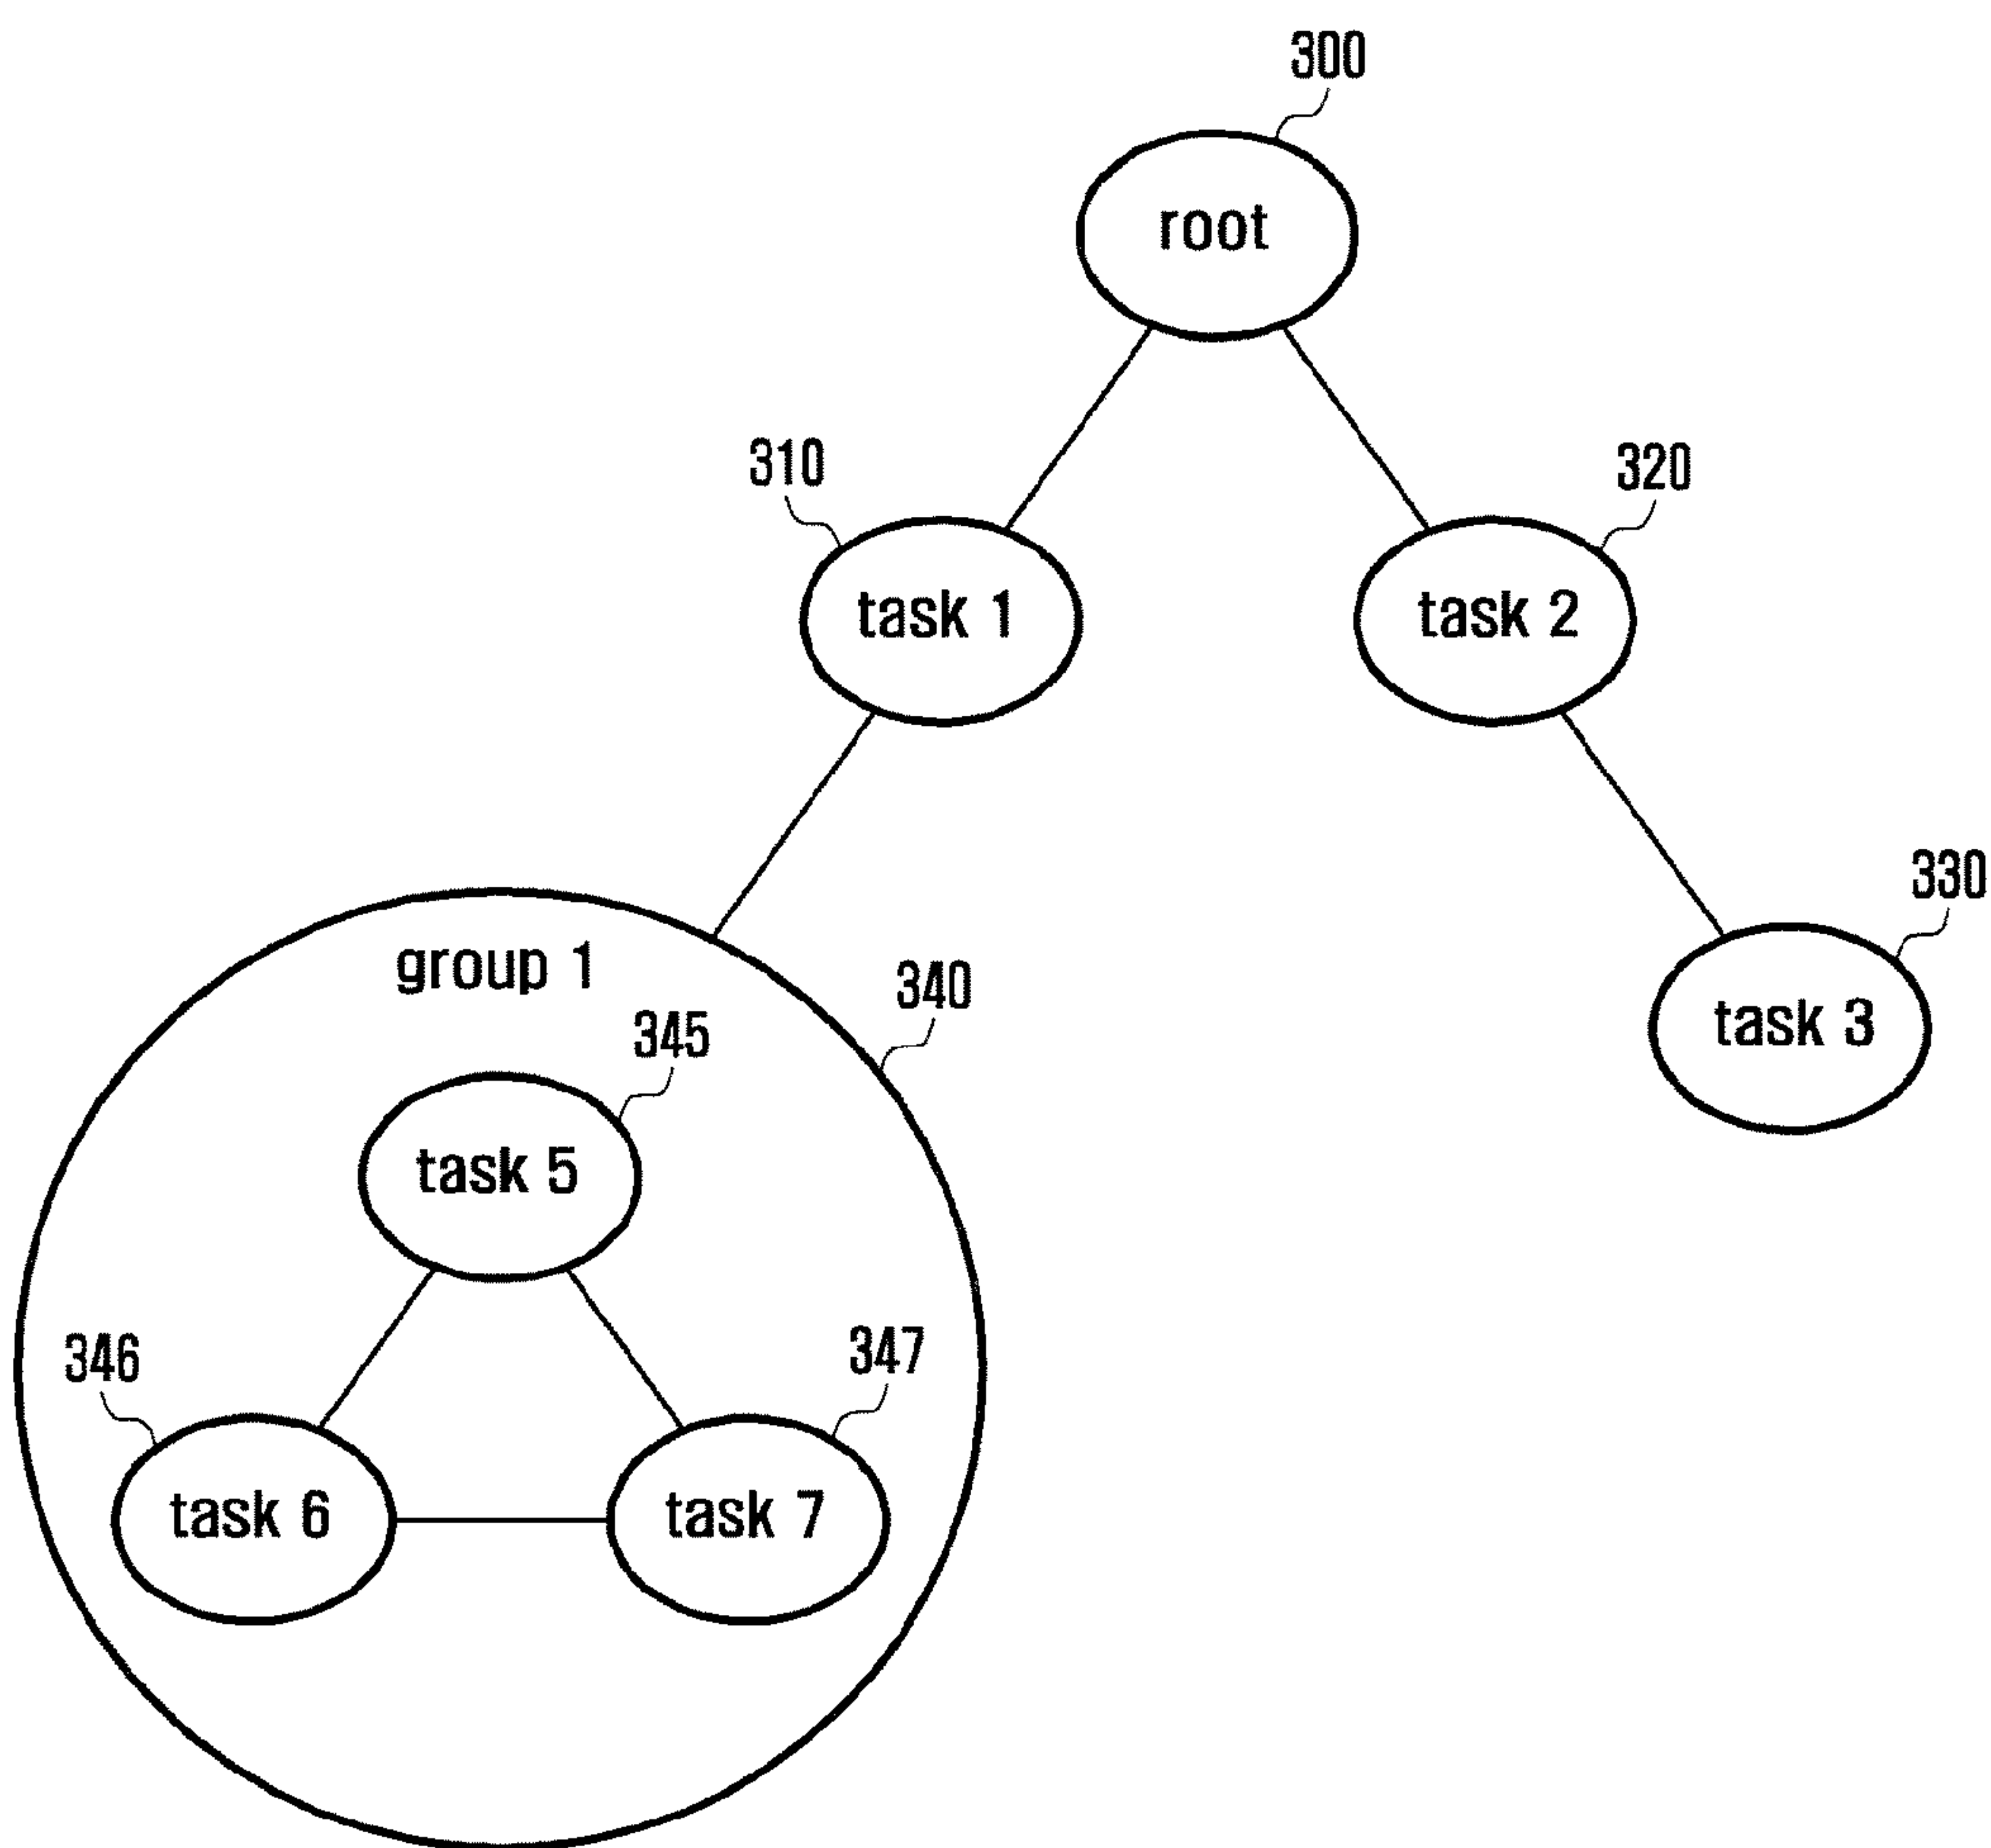 300
root
310
320
task 1
task 2
330
group 1
340
task 3
345
task 5
346
347
task 6
task 7